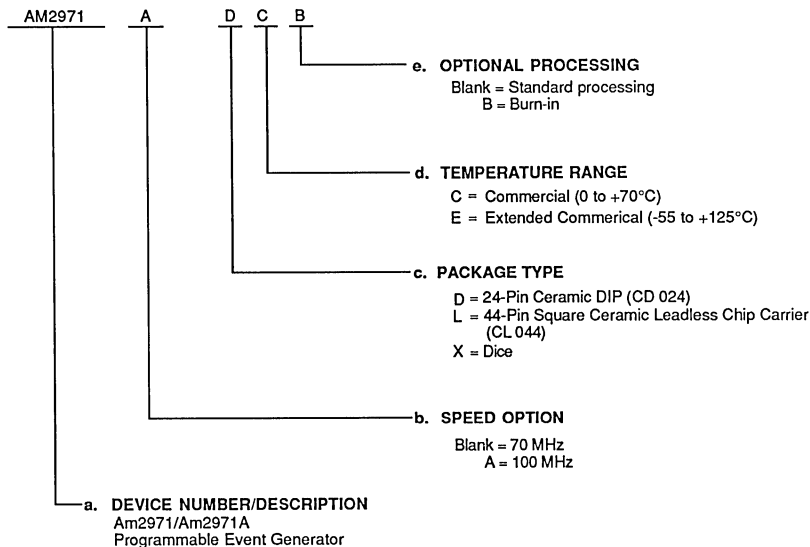 AM2971 A D C B
e. OPTIONAL PROCESSING
Blank = Standard processing
B = Burn-in
d. TEMPERATURE RANGE
C = Commercial (0 to +70°C)
E = Extended Commerical (-55 to +125°C)
c. PACKAGE TYPE
D = 24-Pin Ceramic DIP (CD 024)
L = 44-Pin Square Ceramic Leadless Chip Carrier
(CL 044)
X = Dice
b. SPEED OPTION
Blank = 70 MHz
A = 100 MHz
a. DEVICE NUMBER/DESCRIPTION
Am2971/Am2971A
Programmable Event Generator